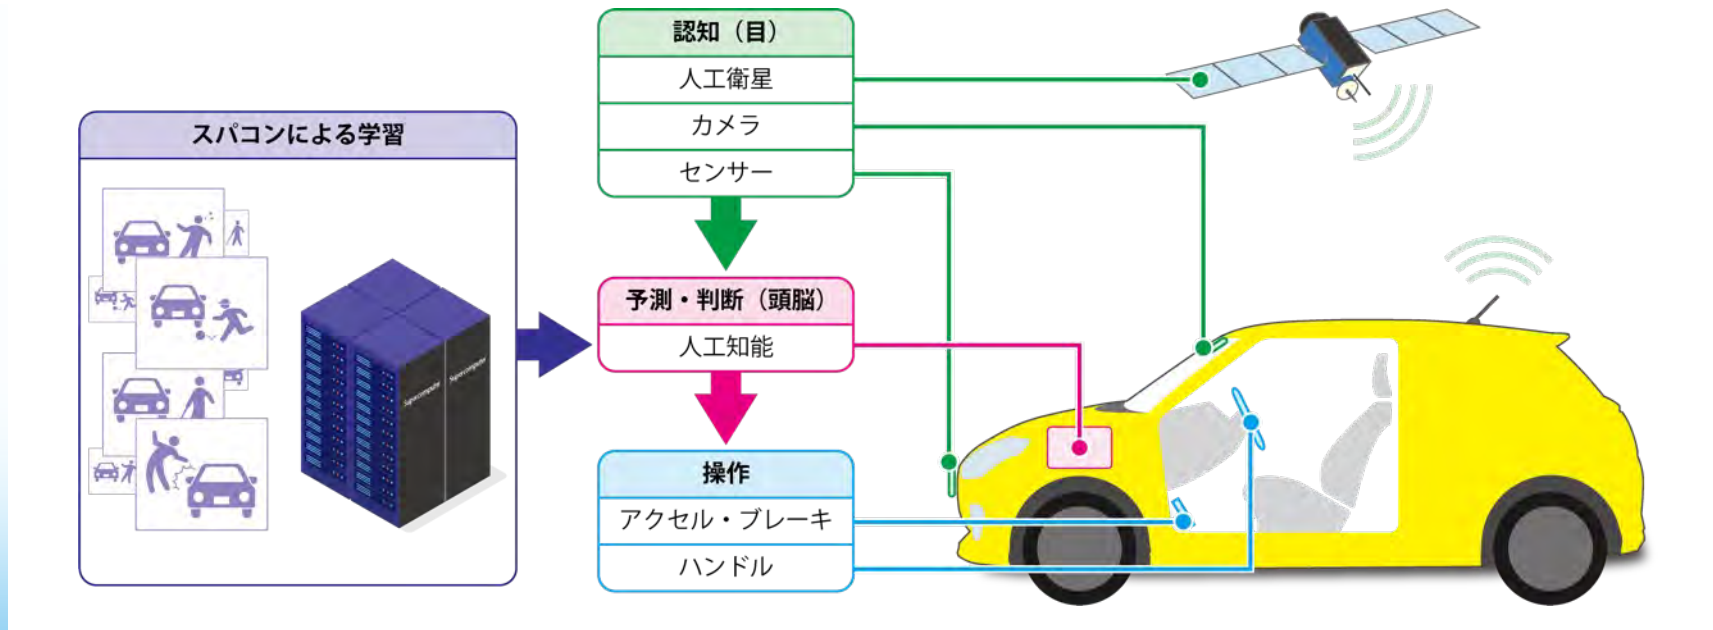 スパコンによる学習
Supercomputer
Supercomputer
認知（目）
人工衛星
カメラ
センサー
予測・判断（頭脳）
人工知能
操作
アクセル・ブレーキ
ハンドル